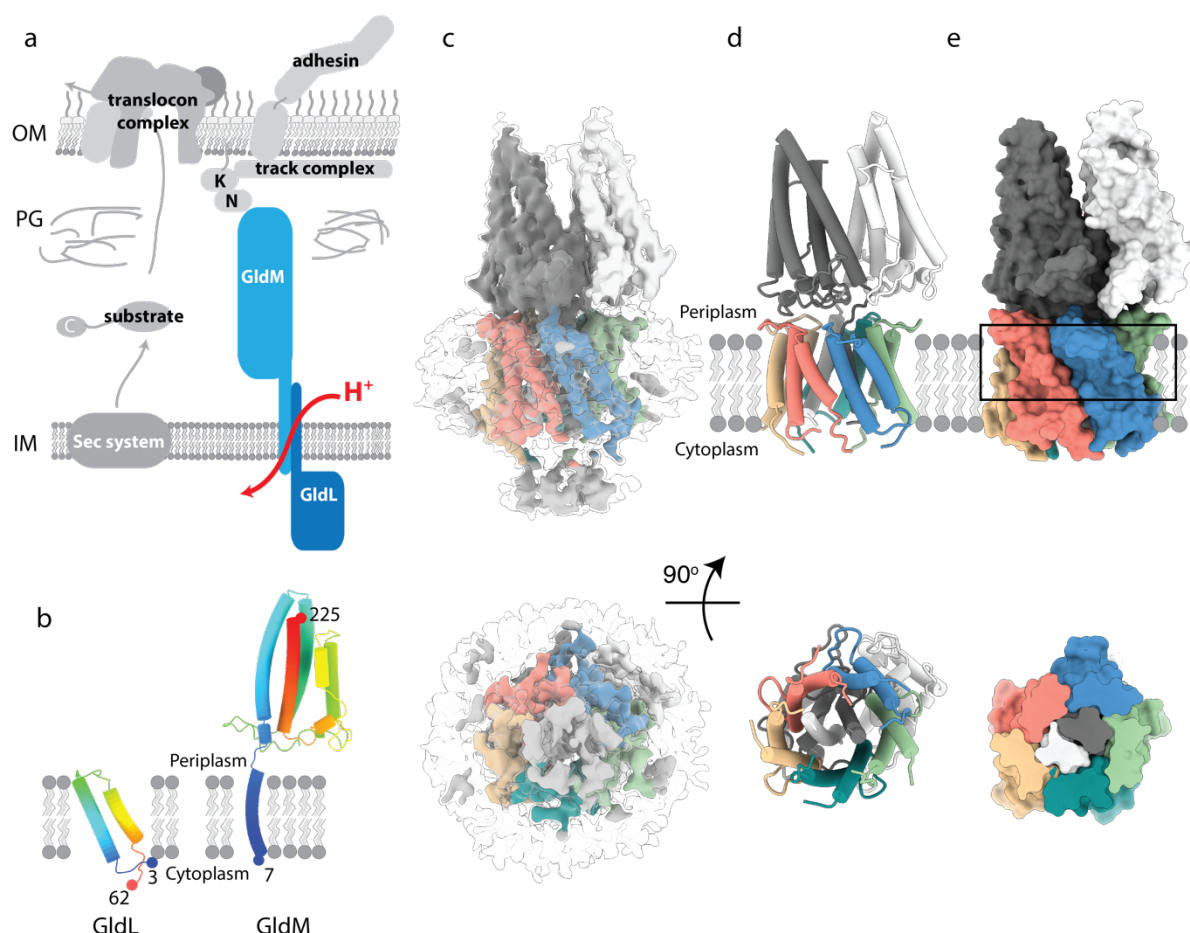 a
adhesin
translocon
complex
OM
track complex
K
N
PG
GldM
C
substrate
H+
Sec system
IM
GldL
b
225
Periplasm
3
Cytoplasm
7
62
GldL
GldM
c
d
e
Periplasm
Cytoplasm
90o